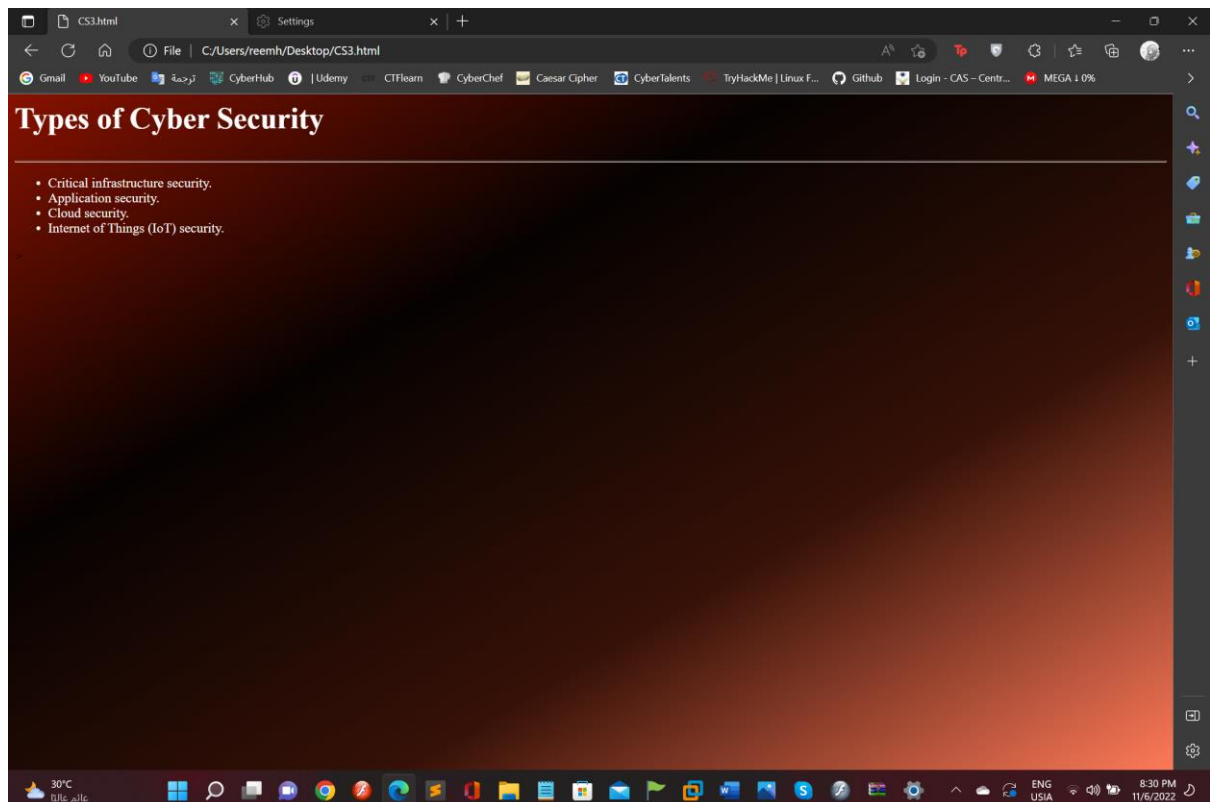 CS3.html
Settings
File | C:/Users/reemh/Desktop/CS3.html
Gmail YouTube ترجمة CyberHub | Udemy CTFlearn CyberChef Caesar Cipher CyberTalents TryHackMe | Linux F... Github Login - CAS – Centr... MEGA ⇓ 0%
Types of Cyber Security
• Critical infrastructure security.
• Application security.
• Cloud security.
• Internet of Things (IoT) security.
>
30°C
ENG
USIA
8:30 PM
11/6/2022